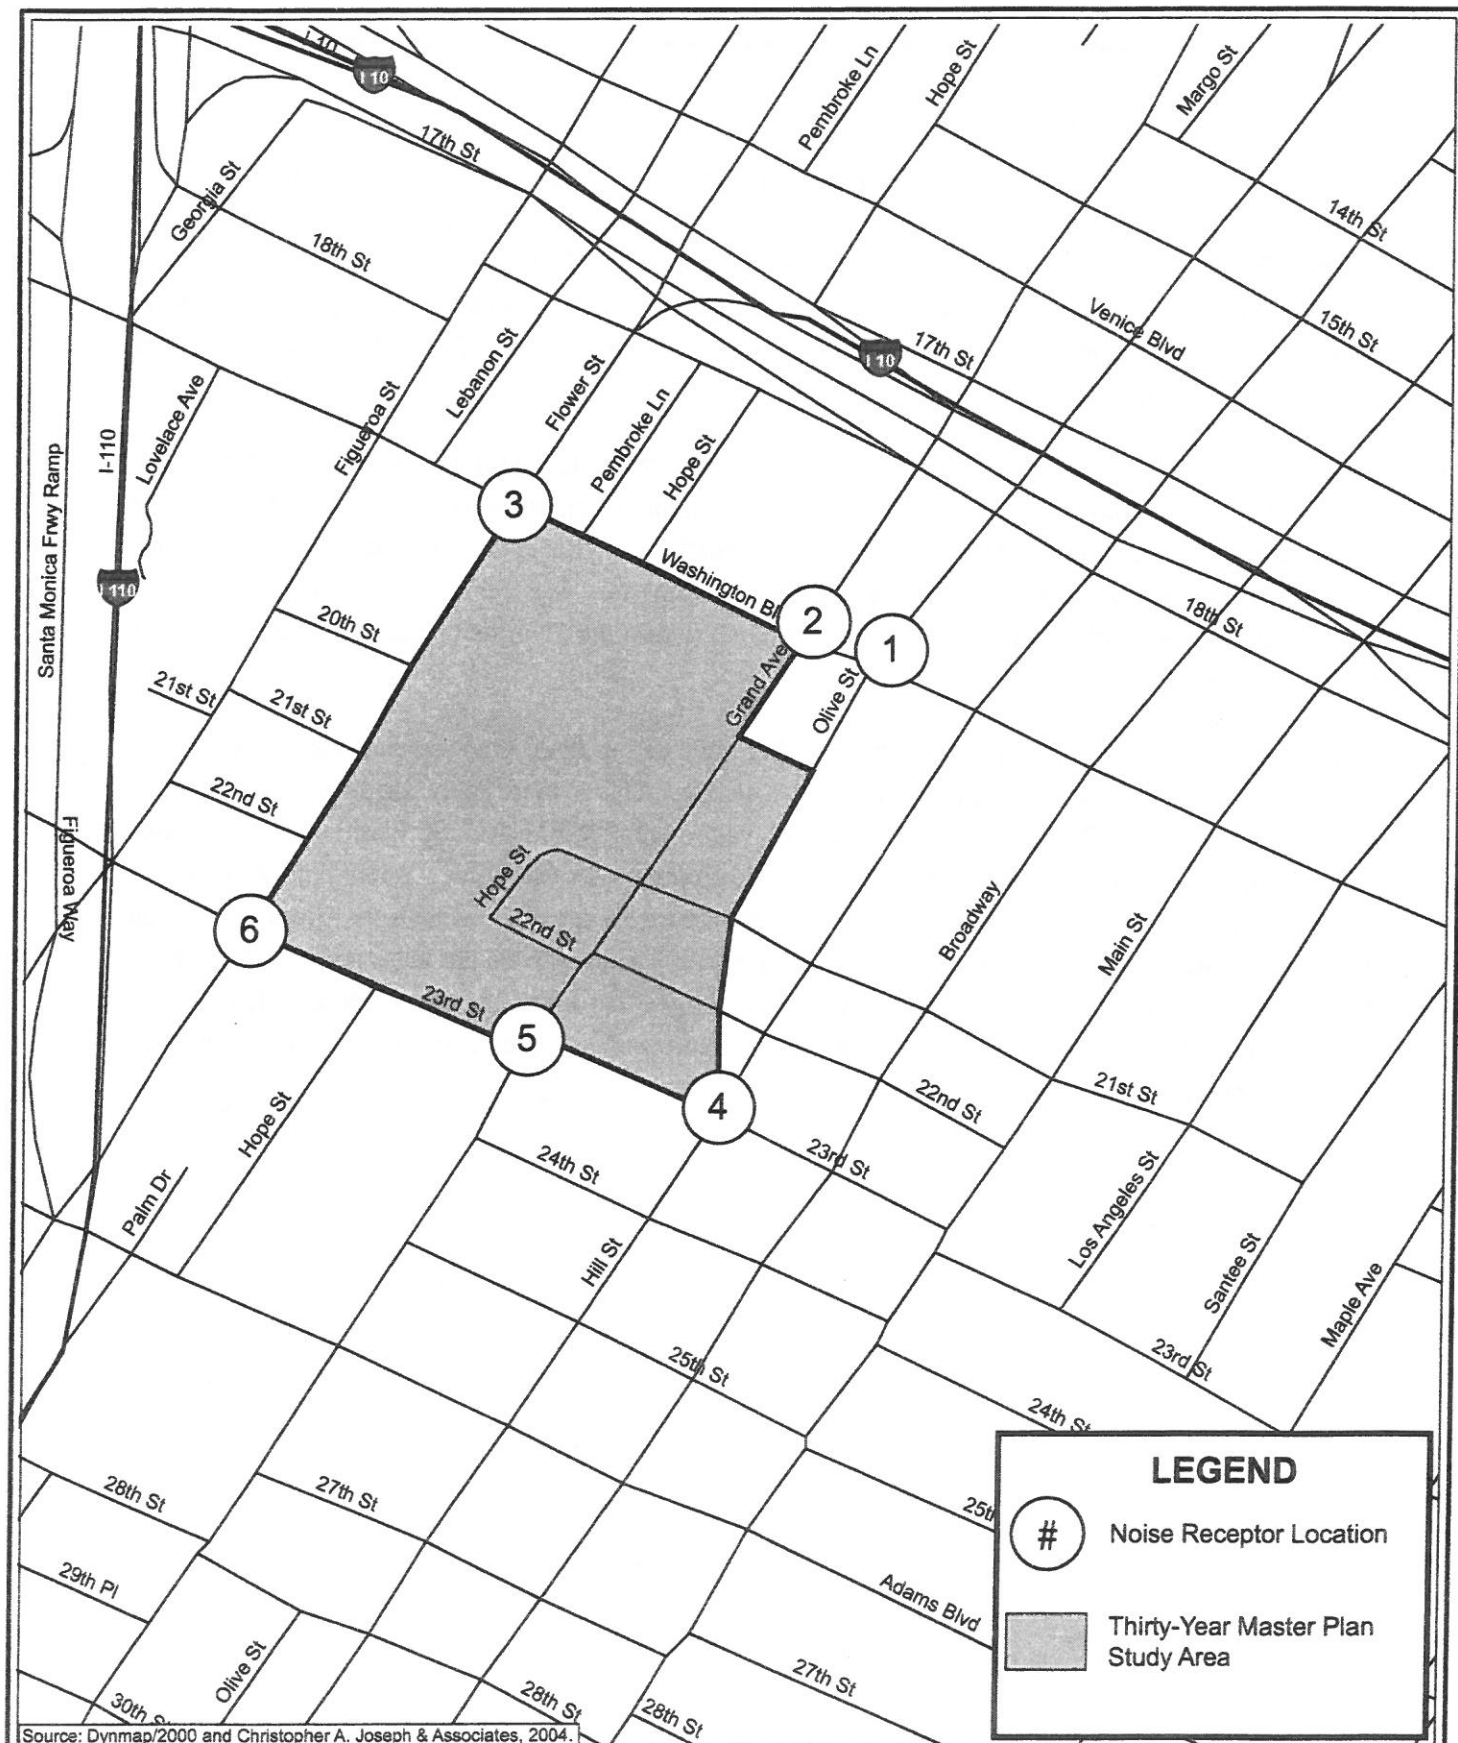 I 10
I 10
Pembroke Ln
Hope St
Margo St
17th St
Georgia St
18th St
14th St
Venice Blvd
15th St
17th St
I 10
Lebanon St
Flower St
Pembroke Ln
Hope St
Figueroa St
Lovelace Ave
I-110
Santa Monica Frwy Ramp
3
I 110
Washington Bl
2
1
18th St
20th St
Grand Ave
Olive St
21st St
21st St
22nd St
Figueroa Way
Hope St
22nd St
Broadway
Main St
6
23rd St
5
4
22nd St
21st St
Hope St
24th St
23rd St
Palm Dr
Hill St
Los Angeles St
Santee St
Maple Ave
25th St
23rd St
24th St
28th St
27th St
25th
29th Pl
Adams Blvd
Olive St
27th St
30th St
28th St
28th St
LEGEND
# Noise Receptor Location
Thirty-Year Master Plan
Study Area
Source: Dynmap/2000 and Christopher A. Joseph & Associates, 2004.